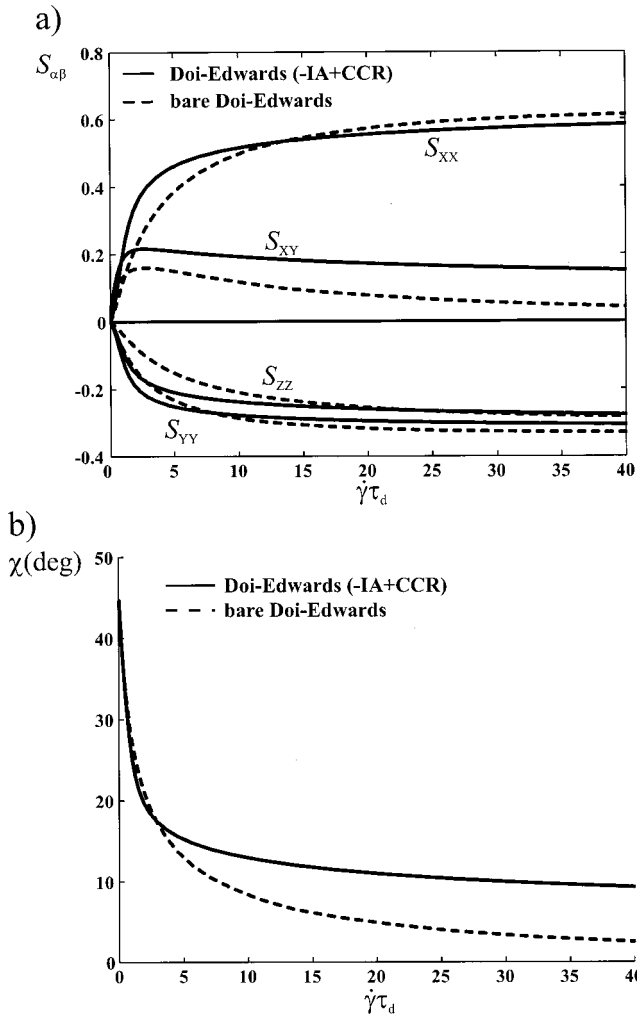 a)
S_αβ
0.8
0.6
0.4
0.2
0
-0.2
-0.4
Doi-Edwards (-IA+CCR)
bare Doi-Edwards
S_XX
S_XY
S_ZZ
S_YY
0 5 10 15 20 25 30 35 40
γ̇τ_d
b)
χ(deg)
50
40
30
20
10
0
Doi-Edwards (-IA+CCR)
bare Doi-Edwards
0 5 10 15 20 25 30 35 40
γ̇τ_d